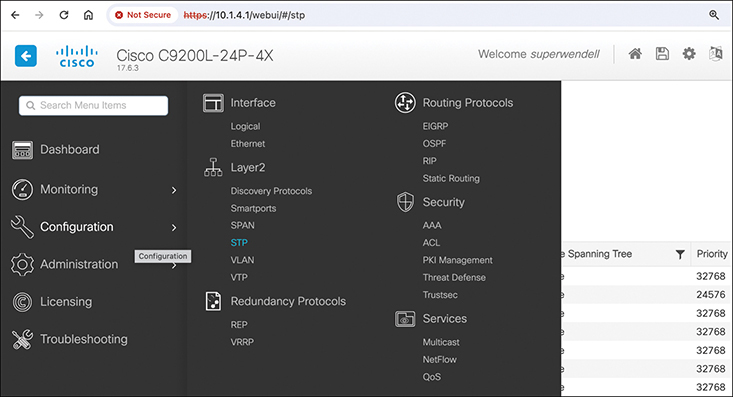 Not Secure https://10.1.4.1/webui/#/stp
CISCO
Cisco C9200L-24P-4X
17.6.3
Welcome superwendell
Search Menu Items
Dashboard
Monitoring
Configuration
Configuration
Administration
Licensing
Troubleshooting
Interface
Logical
Ethernet
Layer2
Discovery Protocols
Smartports
SPAN
STP
VLAN
VTP
Redundancy Protocols
REP
VRRP
Routing Protocols
EIGRP
OSPF
RIP
Static Routing
Security
AAA
ACL
PKI Management
Threat Defense
Trustsec
Services
Multicast
NetFlow
QoS
e Spanning Tree Priority
e 32768
e 24576
e 32768
e 32768
e 32768
e 32768
e 32768